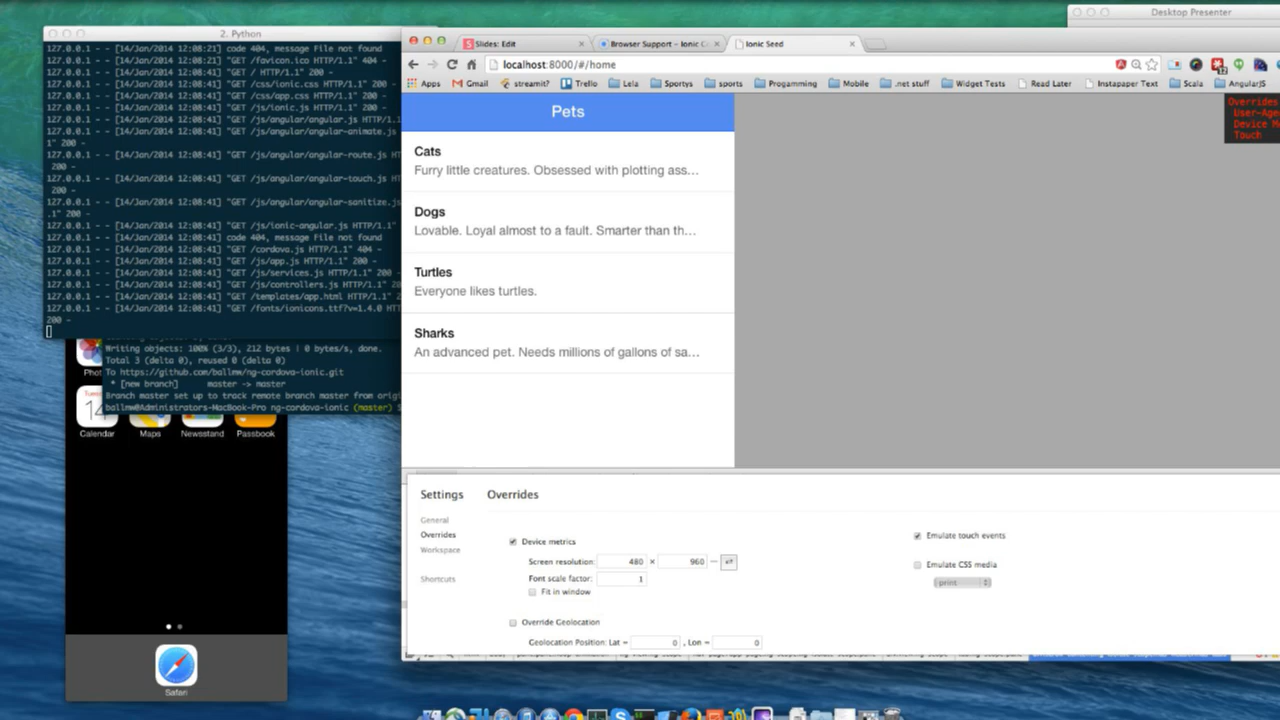 2. Python
127.0.0.1 - - [14/Jan/2014 12:08:21] code 404, message File not found
127.0.0.1 - - [14/Jan/2014 12:08:21] "GET /favicon.ico HTTP/1.1" 404 -
127.0.0.1 - - [14/Jan/2014 12:08:41] "GET / HTTP/1.1" 200 -
127.0.0.1 - - [14/Jan/2014 12:08:41] "GET /css/ionic.css HTTP/1.1" 200 -
127.0.0.1 - - [14/Jan/2014 12:08:41] "GET /css/app.css HTTP/1.1" 200 -
127.0.0.1 - - [14/Jan/2014 12:08:41] "GET /js/ionic.js HTTP/1.1" 200 -
127.0.0.1 - - [14/Jan/2014 12:08:41] "GET /js/angular/angular.js HTTP/1.1
127.0.0.1 - - [14/Jan/2014 12:08:41] "GET /js/angular/angular-animate.js
1" 200 -
127.0.0.1 - - [14/Jan/2014 12:08:41] "GET /js/angular/angular-route.js HT
200 -
127.0.0.1 - - [14/Jan/2014 12:08:41] "GET /js/angular/angular-touch.js HT
200 -
127.0.0.1 - - [14/Jan/2014 12:08:41] "GET /js/angular/angular-sanitize.js
.1" 200 -
127.0.0.1 - - [14/Jan/2014 12:08:41] "GET /js/ionic-angular.js HTTP/1.1"
127.0.0.1 - - [14/Jan/2014 12:08:41] code 404, message File not found
127.0.0.1 - - [14/Jan/2014 12:08:41] "GET /cordova.js HTTP/1.1" 404 -
127.0.0.1 - - [14/Jan/2014 12:08:41] "GET /js/app.js HTTP/1.1" 200 -
127.0.0.1 - - [14/Jan/2014 12:08:41] "GET /js/services.js HTTP/1.1" 200 -
127.0.0.1 - - [14/Jan/2014 12:08:41] "GET /js/controllers.js HTTP/1.1" 200
127.0.0.1 - - [14/Jan/2014 12:08:41] "GET /templates/app.html HTTP/1.1" 2
127.0.0.1 - - [14/Jan/2014 12:08:41] "GET /fonts/ionicons.ttf?v=1.4.0 HTT
200 -
Writing objects: 100% (3/3), 212 bytes | 0 bytes/s, done.
Total 3 (delta 0), reused 0 (delta 0)
To https://github.com/ballmw/ng-cordova-ionic.git
* [new branch] master -> master
Branch master set up to track remote branch master from orig
ballmw@Administrators-MacBook-Pro ng-cordova-ionic (master) $
Phot
Tuesd
14
Calendar Maps Newsstand Passbook
Safari
Desktop Presenter
Slides: Edit Browser Support – Ionic C Ionic Seed
localhost:8000/#/home
Apps Gmail streamit? Trello Lela Sportys sports Progamming Mobile .net stuff Widget Tests Read Later Instapaper Text Scala AngularJS
Pets
Cats
Furry little creatures. Obsessed with plotting ass...
Dogs
Lovable. Loyal almost to a fault. Smarter than th...
Turtles
Everyone likes turtles.
Sharks
An advanced pet. Needs millions of gallons of sa...
Overrides
User-Age
Device Me
Touch
Settings
General
Overrides
Workspace
Shortcuts
Overrides
Device metrics
Screen resolution: 480 × 960
Font scale factor: 1
Fit in window
Override Geolocation
Geolocation Position: Lat = 0 , Lon = 0
Emulate touch events
Emulate CSS media
print